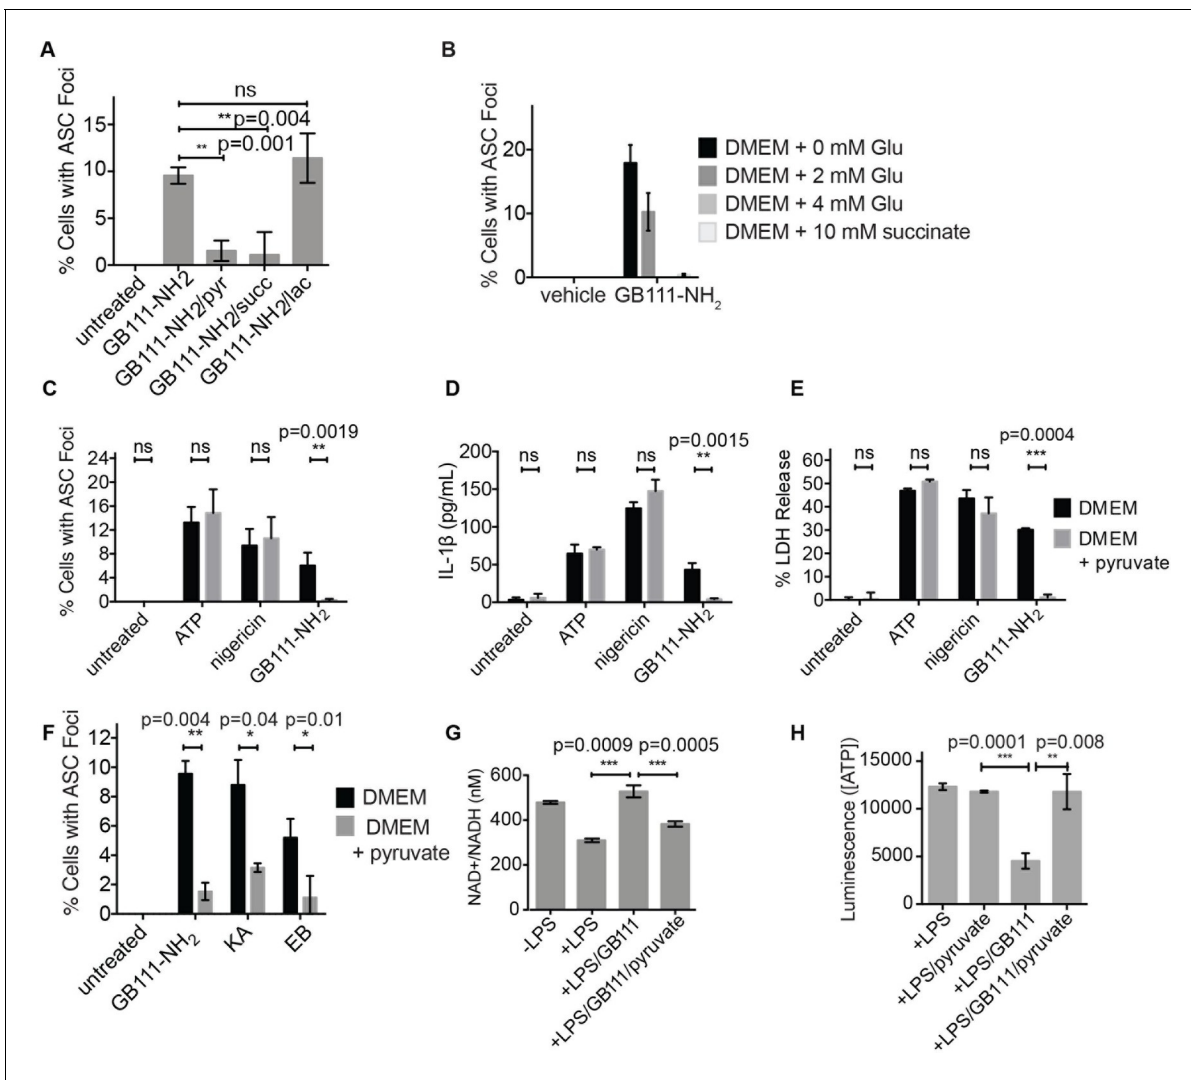 A
% Cells with ASC Foci
15
10
5
0
ns
** p=0.004
** p=0.001
untreated
GB111-NH2
GB111-NH2/pyr
GB111-NH2/succ
GB111-NH2/lac
B
% Cells with ASC Foci
20
10
0
vehicle GB111-NH2
DMEM + 0 mM Glu
DMEM + 2 mM Glu
DMEM + 4 mM Glu
DMEM + 10 mM succinate
C
% Cells with ASC Foci
24
20
16
12
8
4
0
ns
ns
ns
p=0.0019
**
untreated
ATP
nigericin
GB111-NH2
D
IL-1β (pg/mL)
200
150
100
50
0
ns
ns
ns
p=0.0015
**
untreated
ATP
nigericin
GB111-NH2
E
% LDH Release
60
50
40
30
20
10
0
ns
ns
ns
p=0.0004
***
untreated
ATP
nigericin
GB111-NH2
DMEM
DMEM
+ pyruvate
F
% Cells with ASC Foci
12
10
8
6
4
2
0
p=0.004
**
p=0.04
*
p=0.01
*
untreated
GB111-NH2
KA
EB
DMEM
DMEM
+ pyruvate
G
NAD+/NADH (nM)
600
400
200
0
p=0.0009
***
p=0.0005
***
-LPS
+LPS
+LPS/GB111
+LPS/GB111/pyruvate
H
Luminescence ([ATP])
15000
10000
5000
0
p=0.0001
***
p=0.008
**
+LPS
+LPS/pyruvate
+LPS/GB111
+LPS/GB111/pyruvate